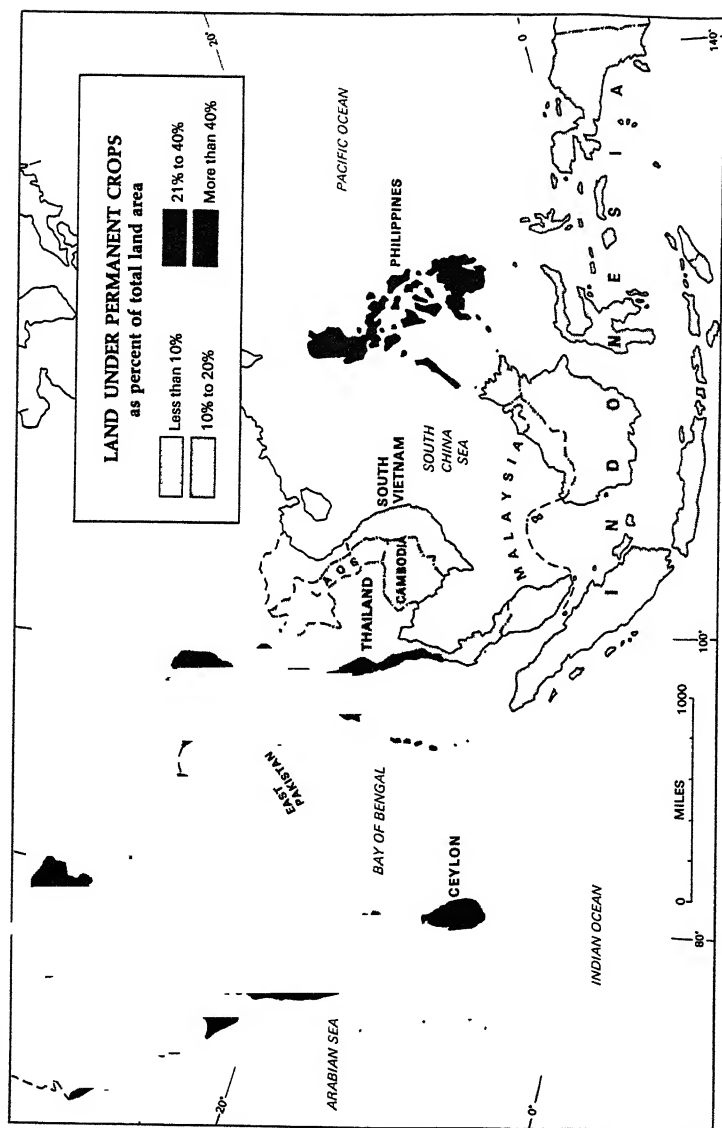 LAND UNDER PERMANENT CROPS
as percent of total land area
Less than 10%
10% to 20%
21% to 40%
More than 40%
20°
0
140°
PACIFIC OCEAN
PHILIPPINES
SOUTH
VIETNAM
SOUTH
CHINA
SEA
LAOS
THAILAND
CAMBODIA
MALAYSIA
INDONESIA
EAST
PAKISTAN
BAY OF BENGAL
CEYLON
ARABIAN SEA
INDIAN OCEAN
0 MILES 1000
20°
0°
80°
100°